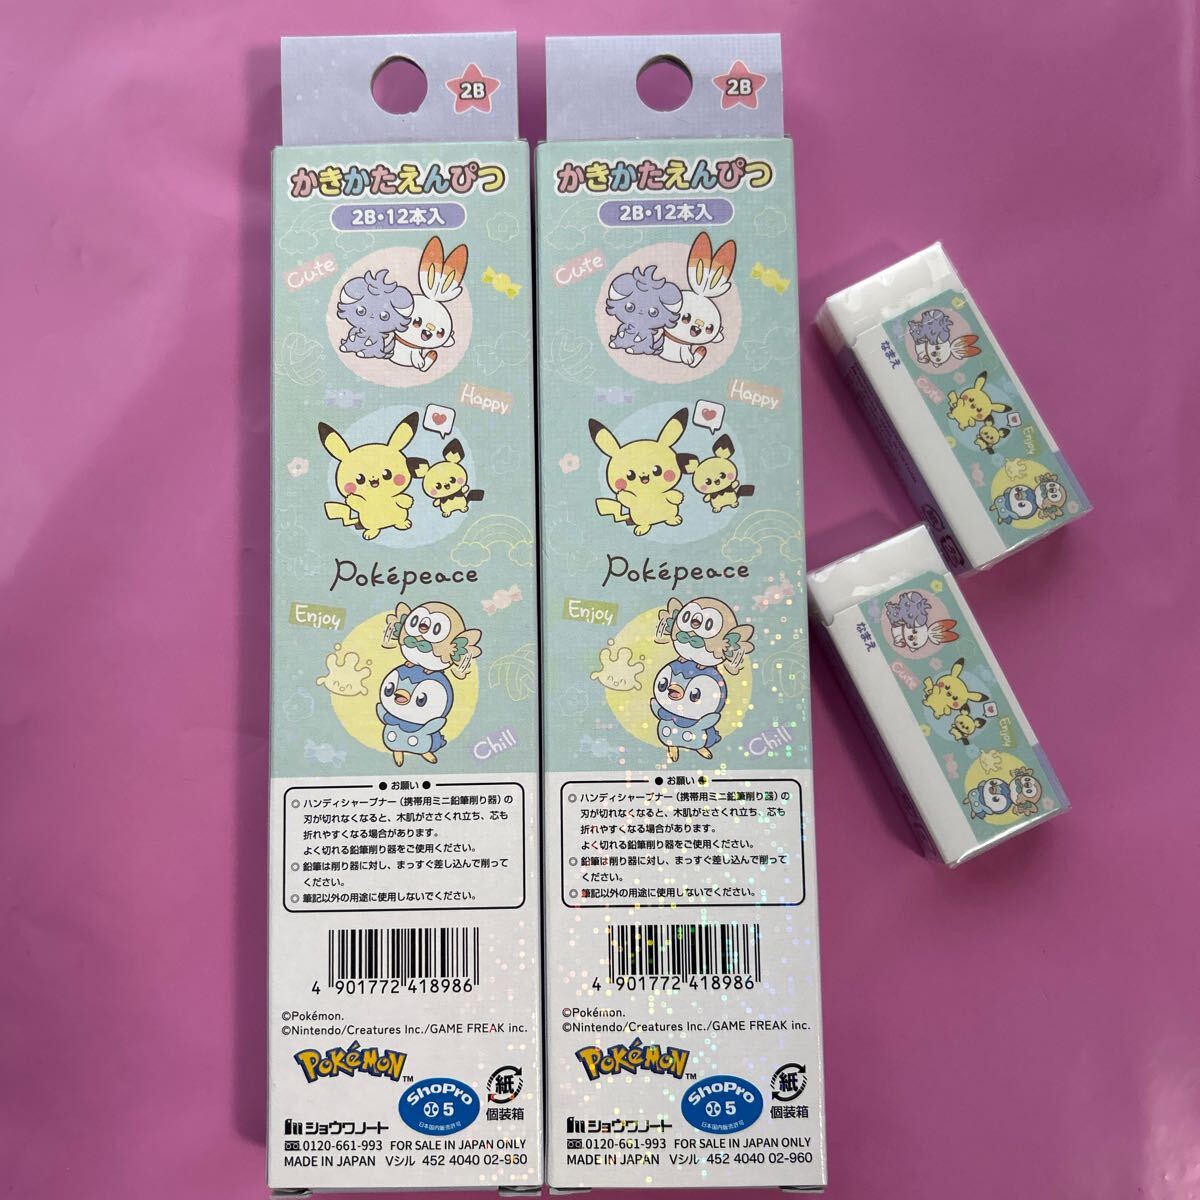 2B
かきかたえんぴつ
2B・12本入
Cute
Happy
Poképeace
Enjoy
Chill
● お願い ●
◎ ハンディシャープナー（携帯用ミニ鉛筆削り器）の
刃が切れなくなると、木肌がささくれ立ち、芯も
折れやすくなる場合があります。
よく切れる鉛筆削り器をご使用ください。
◎ 鉛筆は削り器に対し、まっすぐ差し込んで削って
ください。
◎ 筆記以外の用途に使用しないでください。
4 901772 418986
©Pokémon.
©Nintendo/Creatures Inc./GAME FREAK inc.
POKéMON™
ShoPro
5
日本国内販売許可
紙
個装箱
ショウワノート
0120-661-993 FOR SALE IN JAPAN ONLY
MADE IN JAPAN Vシル 452 4040 02-960
2B
かきかたえんぴつ
2B・12本入
Cute
Happy
Poképeace
Enjoy
Chill
● お願い ●
◎ ハンディシャープナー（携帯用ミニ鉛筆削り器）の
刃が切れなくなると、木肌がささくれ立ち、芯も
折れやすくなる場合があります。
よく切れる鉛筆削り器をご使用ください。
◎ 鉛筆は削り器に対し、まっすぐ差し込んで削って
ください。
◎ 筆記以外の用途に使用しないでください。
4 901772 418986
©Pokémon.
©Nintendo/Creatures Inc./GAME FREAK inc.
POKéMON™
ShoPro
5
日本国内販売許可
紙
個装箱
ショウワノート
0120-661-993 FOR SALE IN JAPAN ONLY
MADE IN JAPAN Vシル 452 4040 02-960
なまえ
Cute
Enjoy
なまえ
Cute
Enjoy